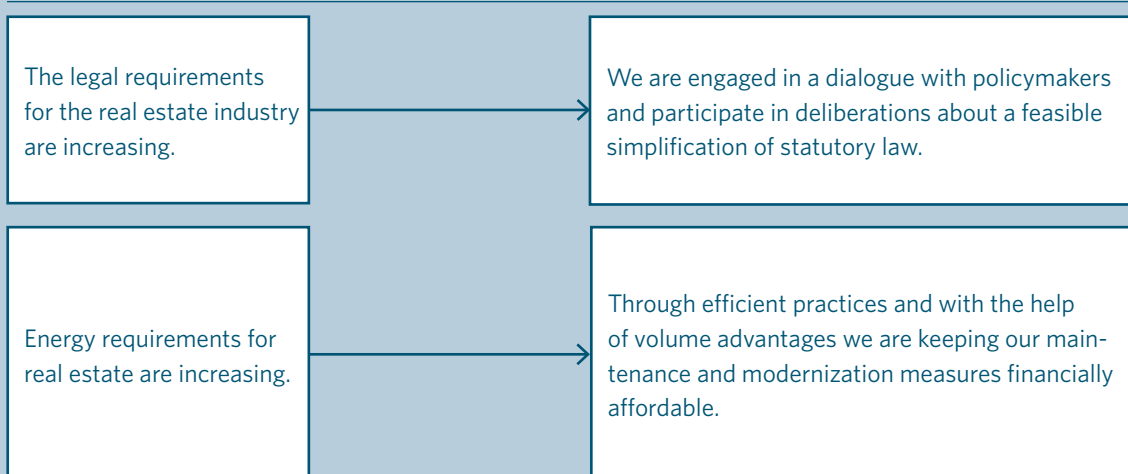 The legal requirements
for the real estate industry
are increasing.
We are engaged in a dialogue with policymakers
and participate in deliberations about a feasible
simplification of statutory law.
Energy requirements for
real estate are increasing.
Through efficient practices and with the help
of volume advantages we are keeping our main-
tenance and modernization measures financially
affordable.